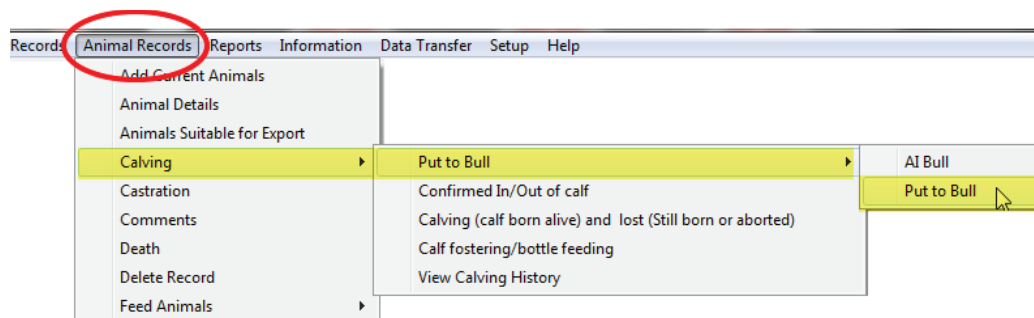 Records Animal Records Reports Information Data Transfer Setup Help
Add Current Animals
Animal Details
Animals Suitable for Export
Calving
Castration
Comments
Death
Delete Record
Feed Animals
Put to Bull
Confirmed In/Out of calf
Calving (calf born alive) and lost (Still born or aborted)
Calf fostering/bottle feeding
View Calving History
AI Bull
Put to Bull